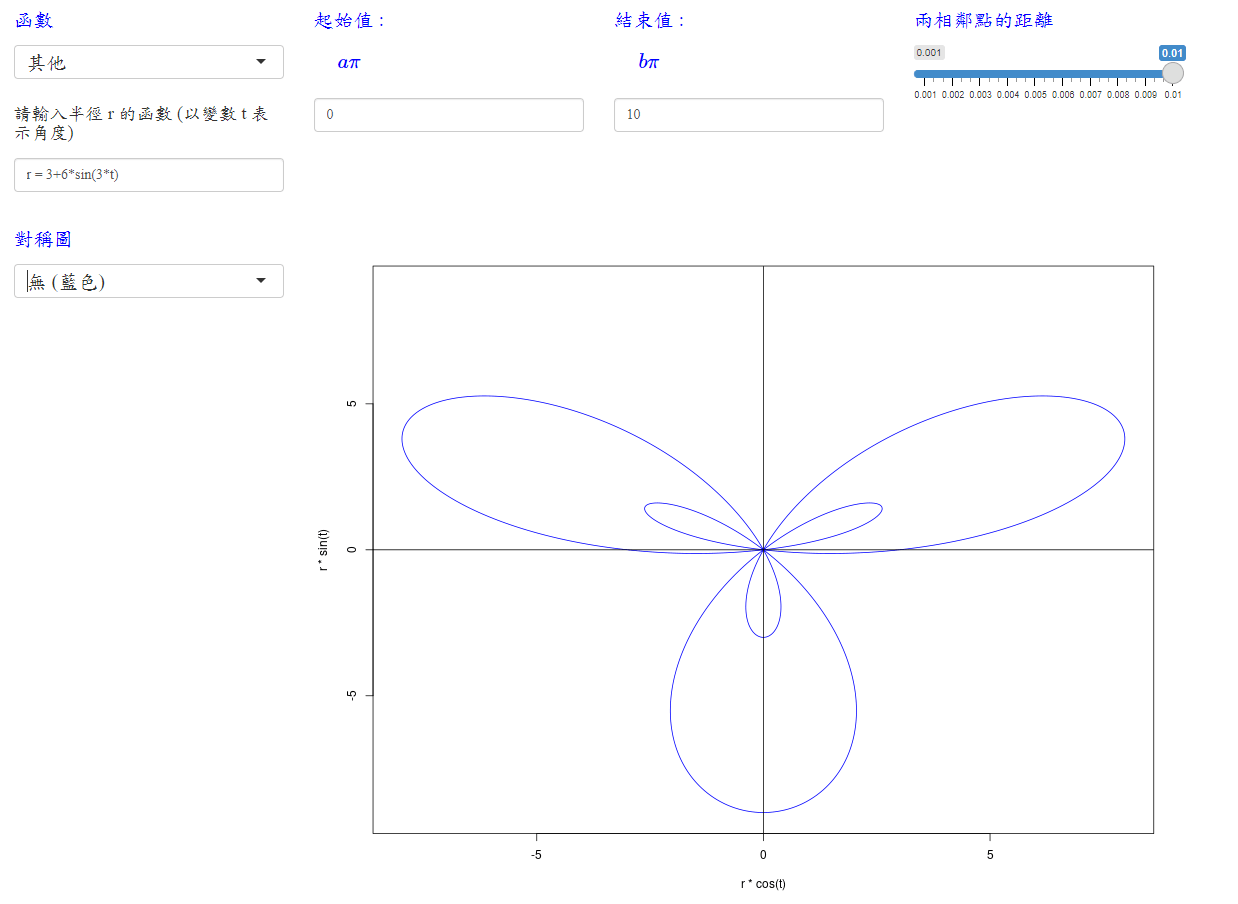 函數
其他
請輸入半徑 r 的函數 (以變數 t 表
示角度)
r = 3+6*sin(3*t)
對稱圖
無 (藍色)
起始值 :
aπ
0
結束值 :
bπ
10
兩相鄰點的距離
0.001
0.01
0.001 0.002 0.003 0.004 0.005 0.006 0.007 0.008 0.009 0.01
r * sin(t)
5
0
-5
-5 0 5
r * cos(t)